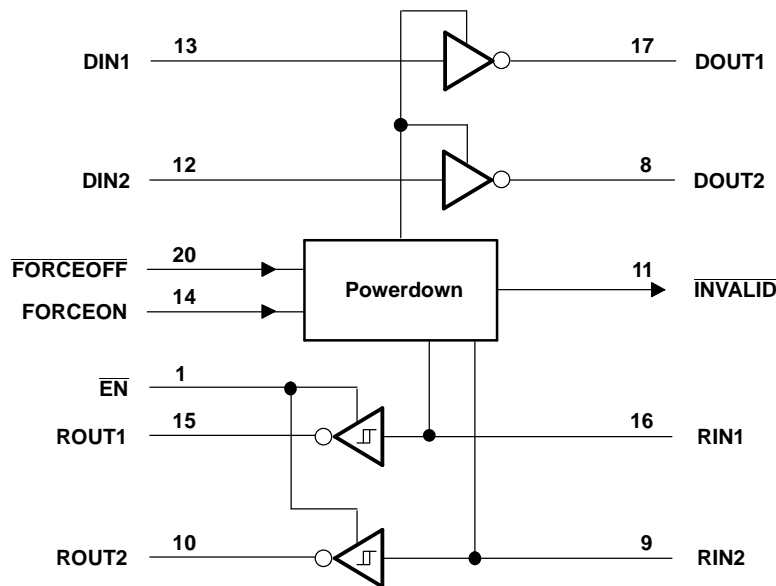 DIN1 13 17 DOUT1
DIN2 12 8 DOUT2
FORCEOFF 20
Powerdown 11 INVALID
FORCEON 14
EN 1
ROUT1 15 16 RIN1
ROUT2 10 9 RIN2